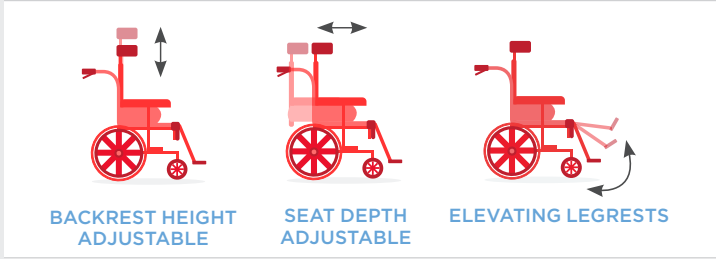 BACKREST HEIGHT
ADJUSTABLE
SEAT DEPTH
ADJUSTABLE
ELEVATING LEGRESTS